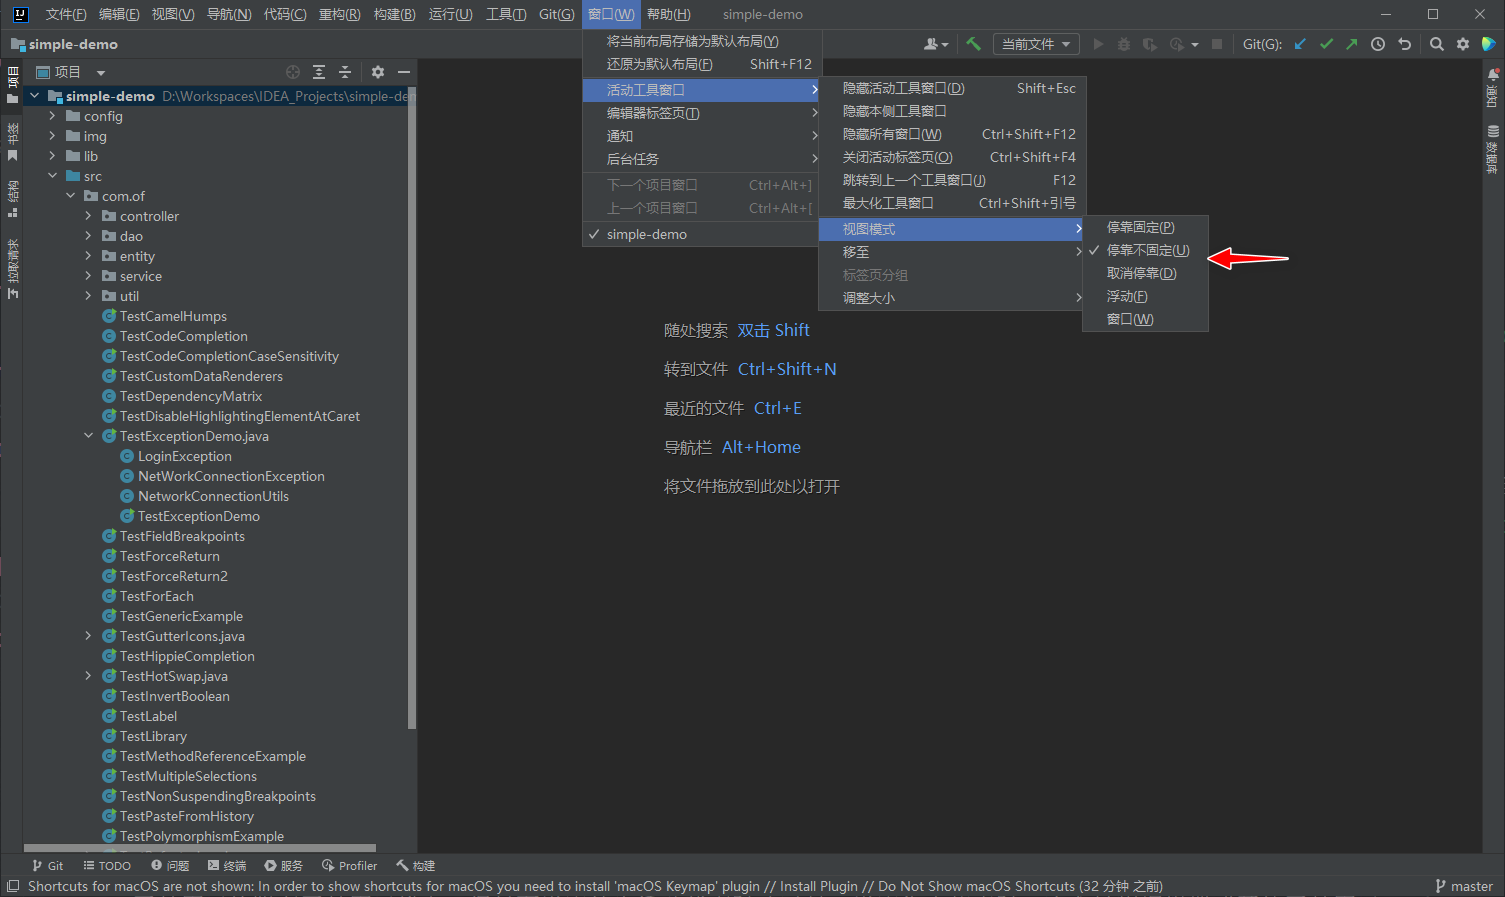 文件(F) 编辑(E) 视图(V) 导航(N) 代码(C) 重构(R) 构建(B) 运行(U) 工具(T) Git(G) 窗口(W) 帮助(H) simple-demo
simple-demo
当前文件
Git(G):
将当前布局存储为默认布局(Y)
还原为默认布局(F) Shift+F12
活动工具窗口
编辑器标签页(T)
通知
后台任务
下一个项目窗口 Ctrl+Alt+]
上一个项目窗口 Ctrl+Alt+[
simple-demo
隐藏活动工具窗口(D) Shift+Esc
隐藏本侧工具窗口
隐藏所有窗口(W) Ctrl+Shift+F12
关闭活动标签页(O) Ctrl+Shift+F4
跳转到上一个工具窗口(J) F12
最大化工具窗口 Ctrl+Shift+引号
视图模式
移至
标签页分组
调整大小
停靠固定(P)
停靠不固定(U)
取消停靠(D)
浮动(F)
窗口(W)
项目
书签
结构
拉取请求
通知
数据库
项目
simple-demo D:\Workspaces\IDEA_Projects\simple-de
config
img
lib
src
com.of
controller
dao
entity
service
util
TestCamelHumps
TestCodeCompletion
TestCodeCompletionCaseSensitivity
TestCustomDataRenderers
TestDependencyMatrix
TestDisableHighlightingElementAtCaret
TestExceptionDemo.java
LoginException
NetWorkConnectionException
NetworkConnectionUtils
TestExceptionDemo
TestFieldBreakpoints
TestForceReturn
TestForceReturn2
TestForEach
TestGenericExample
TestGutterIcons.java
TestHippieCompletion
TestHotSwap.java
TestInvertBoolean
TestLabel
TestLibrary
TestMethodReferenceExample
TestMultipleSelections
TestNonSuspendingBreakpoints
TestPasteFromHistory
TestPolymorphismExample
随处搜索 双击 Shift
转到文件 Ctrl+Shift+N
最近的文件 Ctrl+E
导航栏 Alt+Home
将文件拖放到此处以打开
Git TODO 问题 终端 服务 Profiler 构建
Shortcuts for macOS are not shown: In order to show shortcuts for macOS you need to install 'macOS Keymap' plugin // Install Plugin // Do Not Show macOS Shortcuts (32 分钟 之前)
master